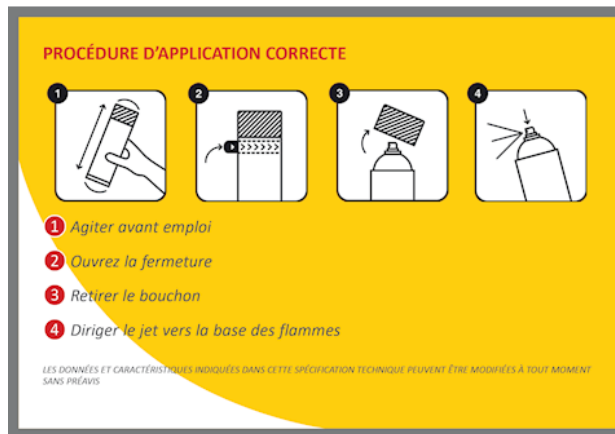 PROCÉDURE D'APPLICATION CORRECTE
1 2 3 4
1 Agiter avant emploi
2 Ouvrez la fermeture
3 Retirer le bouchon
4 Diriger le jet vers la base des flammes
LES DONNÉES ET CARACTÉRISTIQUES INDIQUÉES DANS CETTE SPÉCIFICATION TECHNIQUE PEUVENT ÊTRE MODIFIÉES À TOUT MOMENT
SANS PRÉAVIS